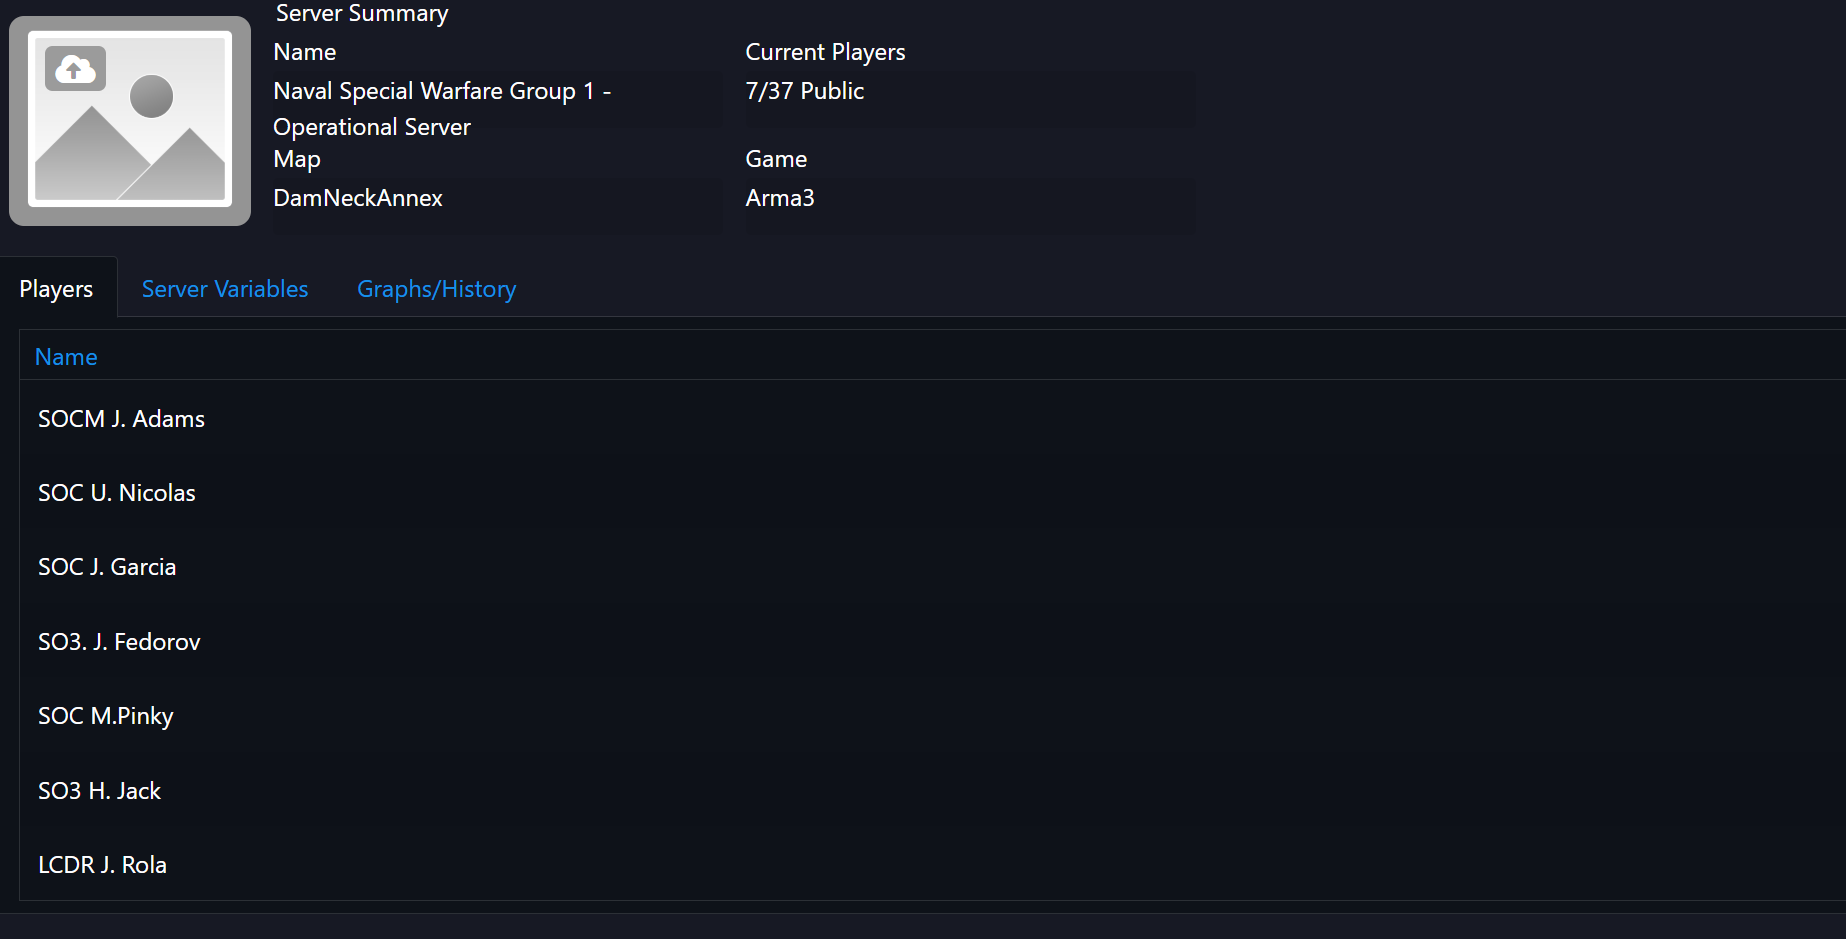 Server Summary
Name
Current Players
Naval Special Warfare Group 1 -
Operational Server
7/37 Public
Map
Game
DamNeckAnnex
Arma3
Players
Server Variables
Graphs/History
Name
SOCM J. Adams
SOC U. Nicolas
SOC J. Garcia
SO3. J. Fedorov
SOC M.Pinky
SO3 H. Jack
LCDR J. Rola